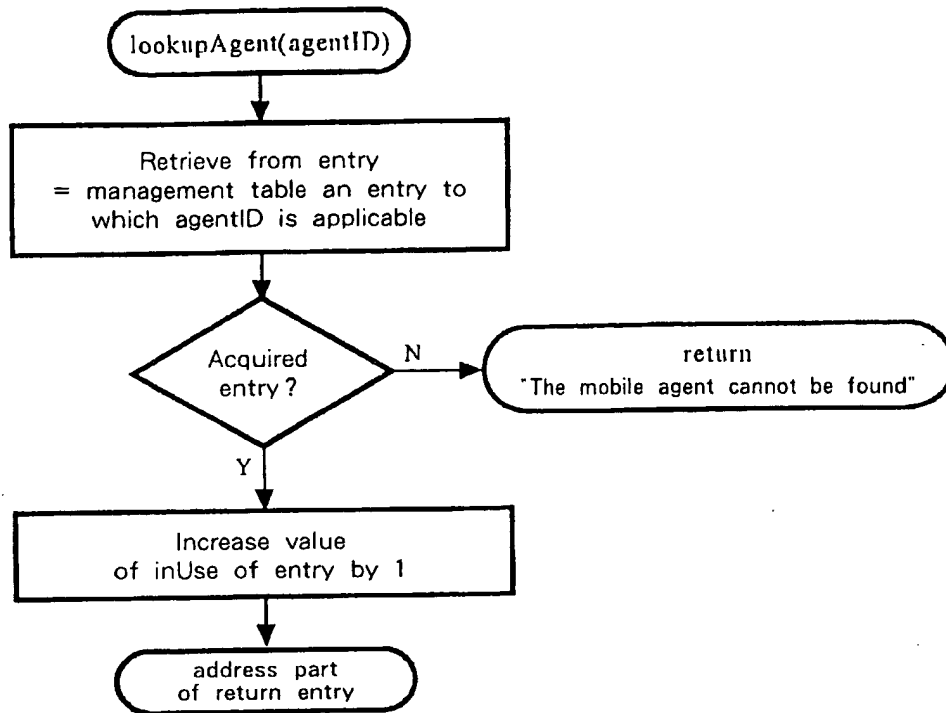 lookupAgent(agentID)
Retrieve from entry
= management table an entry to
which agentID is applicable
Acquired
entry?
N
return
"The mobile agent cannot be found"
Y
Increase value
of inUse of entry by 1
address part
of return entry